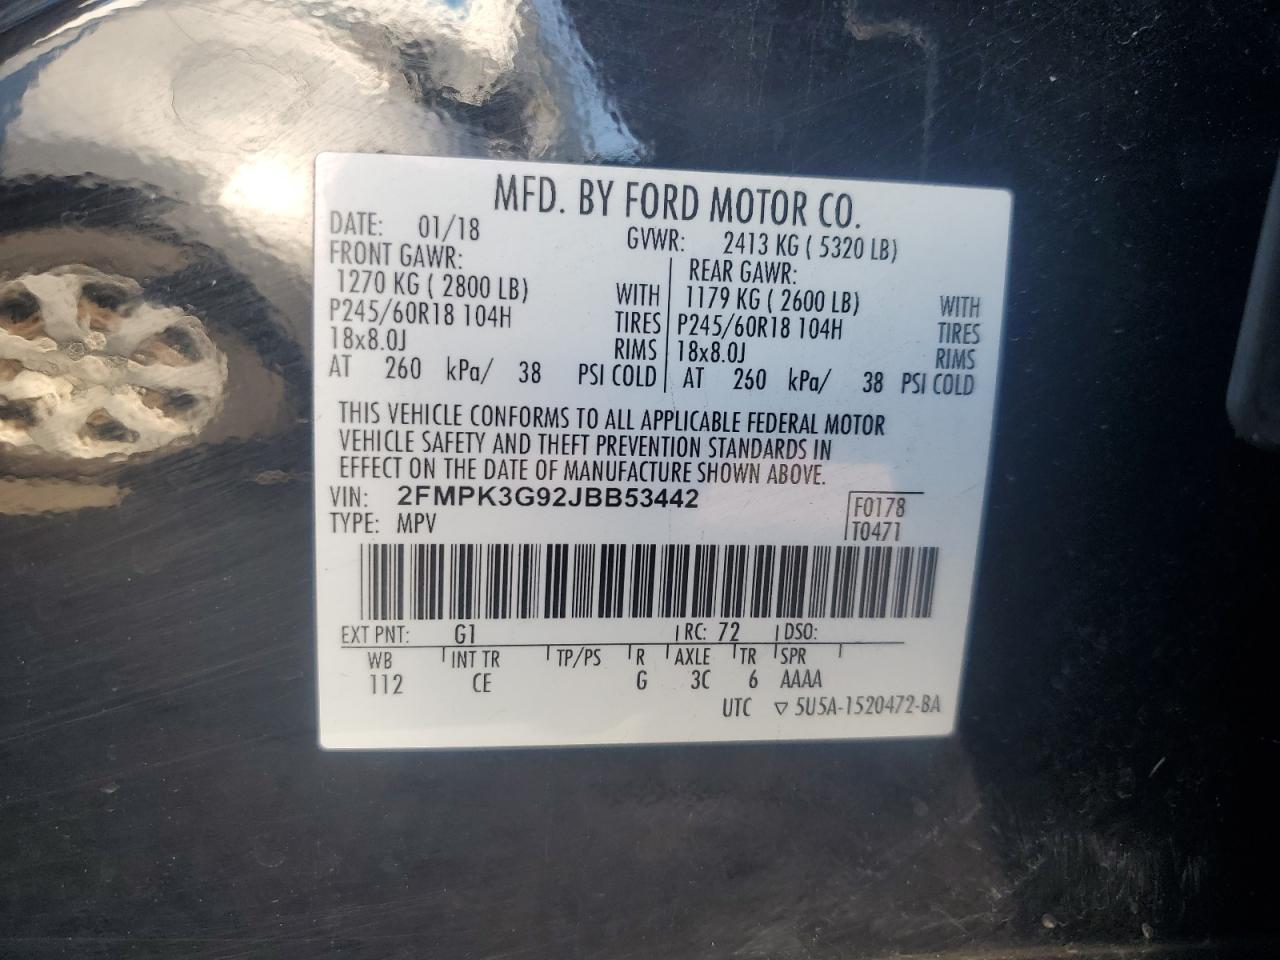 MFD. BY FORD MOTOR CO.
DATE: 01/18 GVWR: 2413 KG ( 5320 LB)
FRONT GAWR: REAR GAWR:
1270 KG ( 2800 LB) WITH 1179 KG ( 2600 LB) WITH
P245/60R18 104H TIRES P245/60R18 104H TIRES
18x8.0J RIMS 18x8.0J RIMS
AT 260 kPa/ 38 PSI COLD AT 260 kPa/ 38 PSI COLD
THIS VEHICLE CONFORMS TO ALL APPLICABLE FEDERAL MOTOR
VEHICLE SAFETY AND THEFT PREVENTION STANDARDS IN
EFFECT ON THE DATE OF MANUFACTURE SHOWN ABOVE.
VIN: 2FMPK3G92JBB53442 F0178
TYPE: MPV T0471
EXT PNT: G1 RC: 72 DSO:
WB INT TR TP/PS R AXLE TR SPR
112 CE G 3C 6 AAAA
UTC ▽ 5U5A-1520472-BA